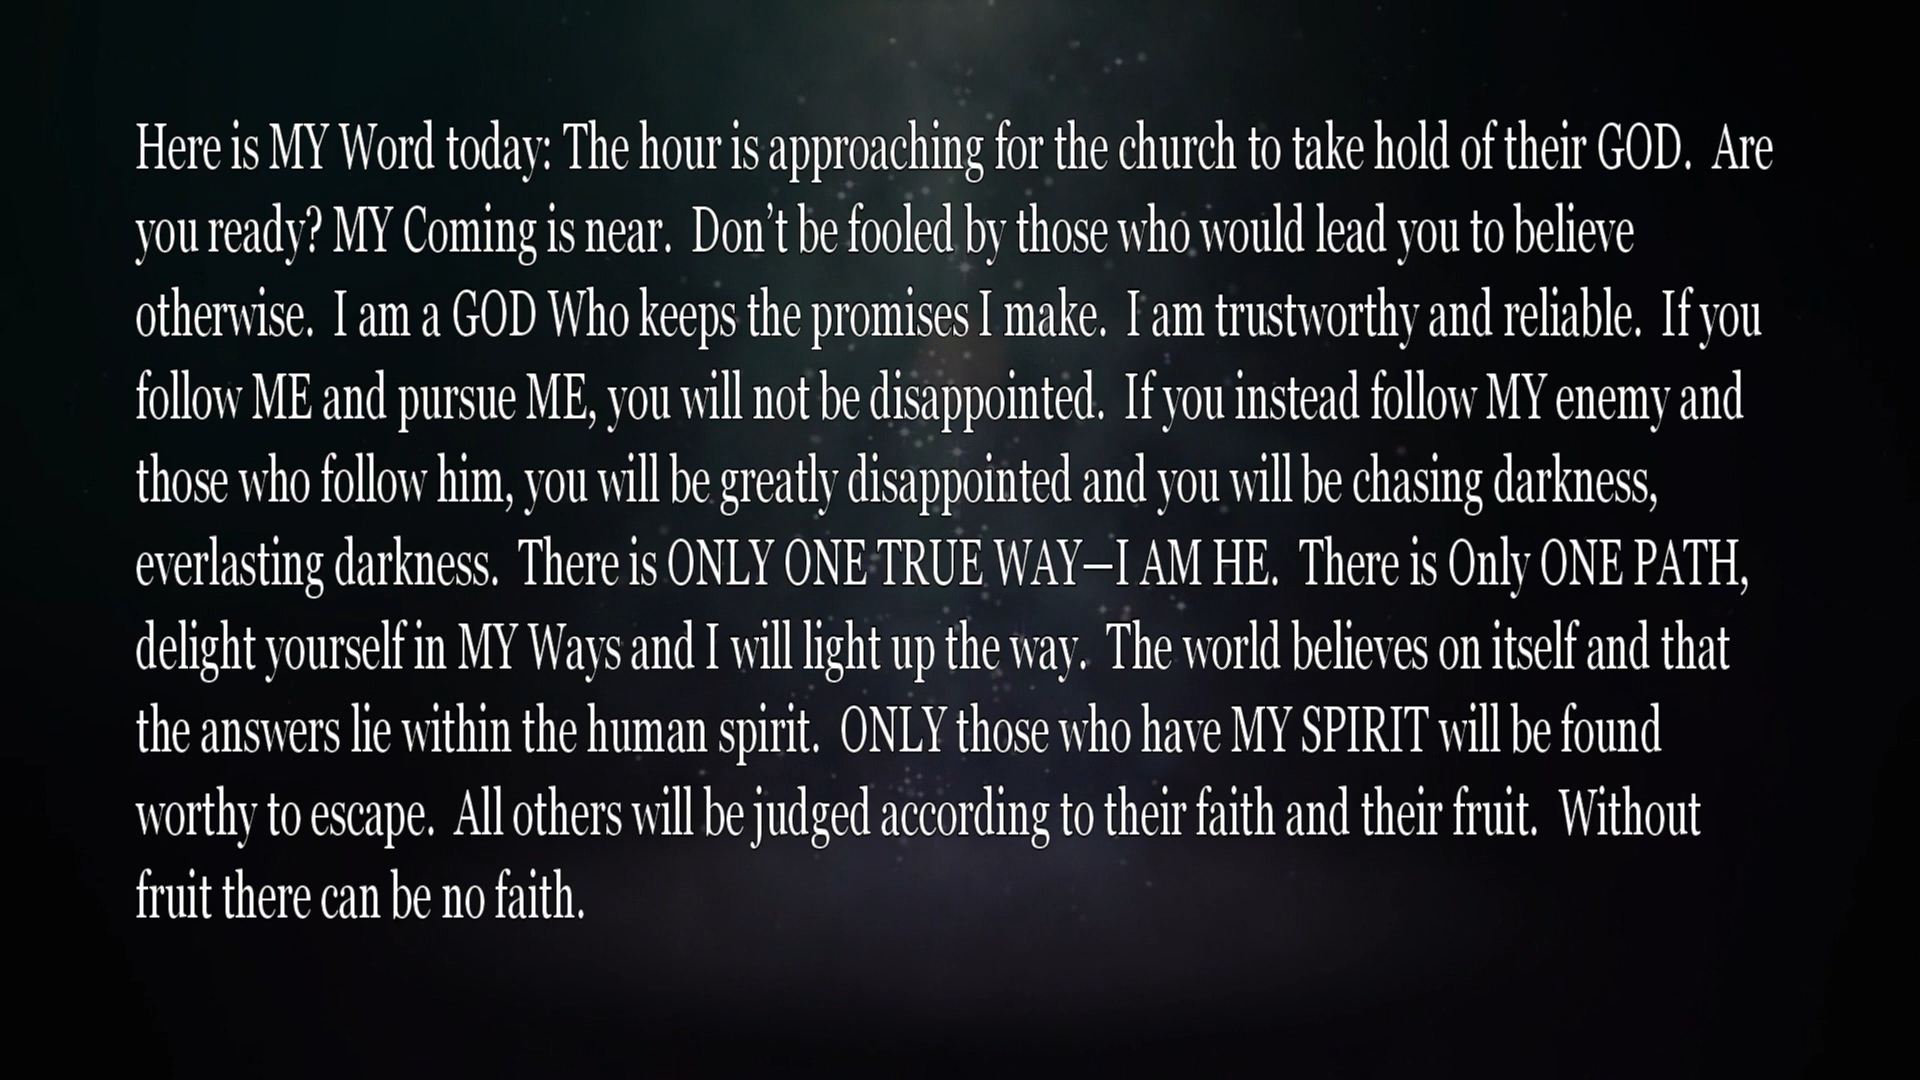 Here is MY Word today: The hour is approaching for the church to take hold of their GOD.  Are
you ready? MY Coming is near.  Don’t be fooled by those who would lead you to believe
otherwise.  I am a GOD Who keeps the promises I make.  I am trustworthy and reliable.  If you
follow ME and pursue ME, you will not be disappointed.  If you instead follow MY enemy and
those who follow him, you will be greatly disappointed and you will be chasing darkness,
everlasting darkness.  There is ONLY ONE TRUE WAY—I AM HE.  There is Only ONE PATH,
delight yourself in MY Ways and I will light up the way.  The world believes on itself and that
the answers lie within the human spirit.  ONLY those who have MY SPIRIT will be found
worthy to escape.  All others will be judged according to their faith and their fruit.  Without
fruit there can be no faith.